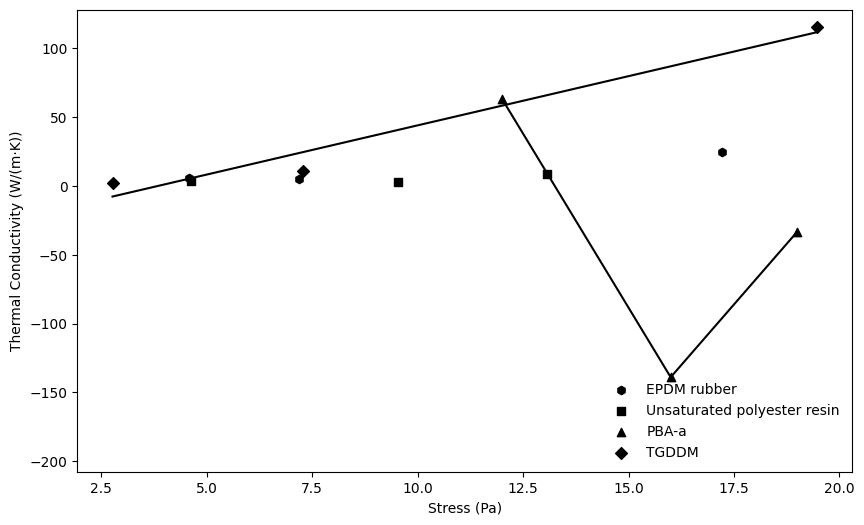 Thermal Conductivity (W/(m·K))
100
50
0
−50
−100
−150
−200
EPDM rubber
Unsaturated polyester resin
PBA-a
TGDDM
2.5 5.0 7.5 10.0 12.5 15.0 17.5 20.0
Stress (Pa)